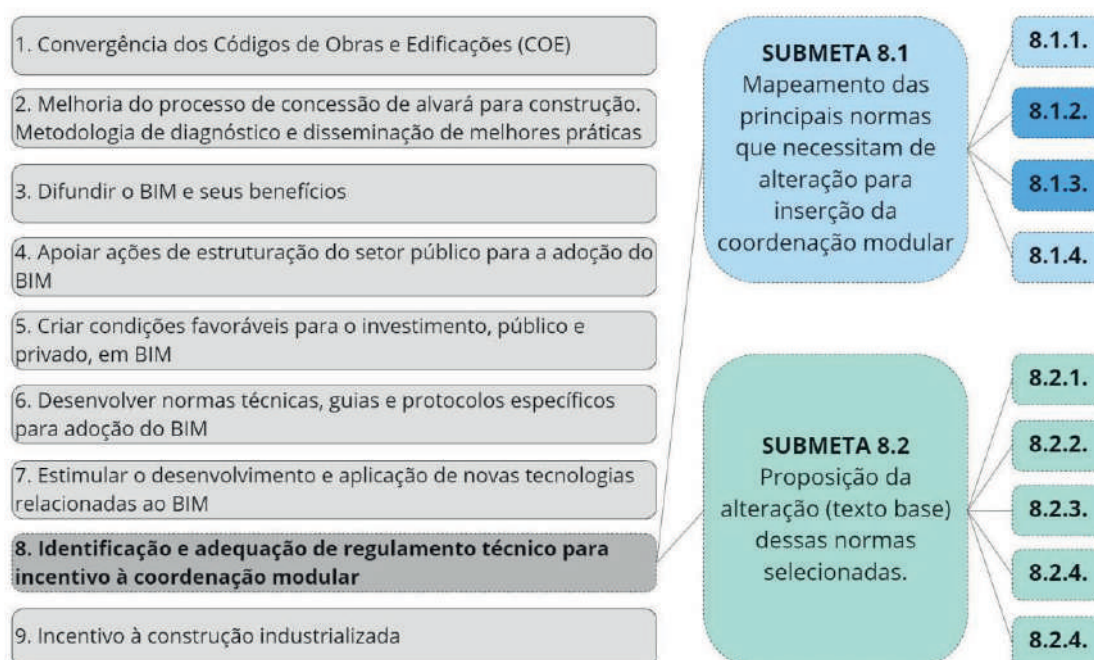 1. Convergência dos Códigos de Obras e Edificações (COE)
2. Melhoria do processo de concessão de alvará para construção.
Metodologia de diagnóstico e disseminação de melhores práticas
3. Difundir o BIM e seus benefícios
4. Apoiar ações de estruturação do setor público para a adoção do
BIM
5. Criar condições favoráveis para o investimento, público e
privado, em BIM
6. Desenvolver normas técnicas, guias e protocolos específicos
para adoção do BIM
7. Estimular o desenvolvimento e aplicação de novas tecnologias
relacionadas ao BIM
8. Identificação e adequação de regulamento técnico para
incentivo à coordenação modular
9. Incentivo à construção industrializada
SUBMETA 8.1
Mapeamento das
principais normas
que necessitam de
alteração para
inserção da
coordenação modular
8.1.1.
8.1.2.
8.1.3.
8.1.4.
SUBMETA 8.2
Proposição da
alteração (texto base)
dessas normas
selecionadas.
8.2.1.
8.2.2.
8.2.3.
8.2.4.
8.2.4.